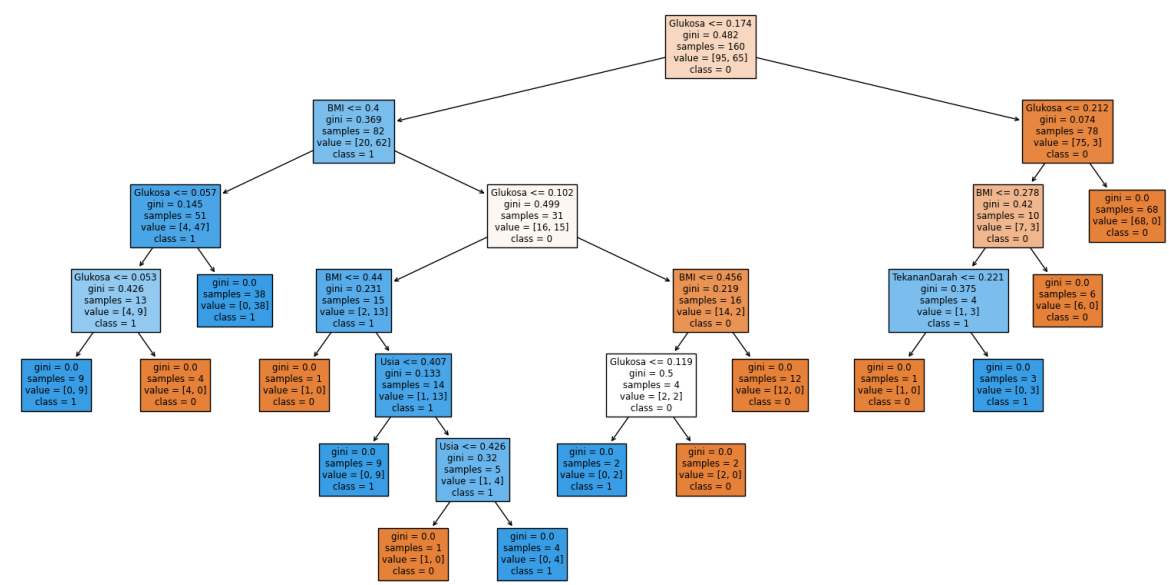 Glukosa <= 0.174
gini = 0.482
samples = 160
value = [95, 65]
class = 0
BMI <= 0.4
gini = 0.369
samples = 82
value = [20, 62]
class = 1
Glukosa <= 0.212
gini = 0.074
samples = 78
value = [75, 3]
class = 0
Glukosa <= 0.057
gini = 0.145
samples = 51
value = [4, 47]
class = 1
Glukosa <= 0.102
gini = 0.499
samples = 31
value = [16, 15]
class = 0
BMI <= 0.278
gini = 0.42
samples = 10
value = [7, 3]
class = 0
gini = 0.0
samples = 68
value = [68, 0]
class = 0
Glukosa <= 0.053
gini = 0.426
samples = 13
value = [4, 9]
class = 1
gini = 0.0
samples = 38
value = [0, 38]
class = 1
BMI <= 0.44
gini = 0.231
samples = 15
value = [2, 13]
class = 1
BMI <= 0.456
gini = 0.219
samples = 16
value = [14, 2]
class = 0
TekananDarah <= 0.221
gini = 0.375
samples = 4
value = [1, 3]
class = 1
gini = 0.0
samples = 6
value = [6, 0]
class = 0
gini = 0.0
samples = 9
value = [0, 9]
class = 1
gini = 0.0
samples = 4
value = [4, 0]
class = 0
gini = 0.0
samples = 1
value = [1, 0]
class = 0
Usia <= 0.407
gini = 0.133
samples = 14
value = [1, 13]
class = 1
Glukosa <= 0.119
gini = 0.5
samples = 4
value = [2, 2]
class = 0
gini = 0.0
samples = 12
value = [12, 0]
class = 0
gini = 0.0
samples = 1
value = [1, 0]
class = 0
gini = 0.0
samples = 3
value = [0, 3]
class = 1
gini = 0.0
samples = 9
value = [0, 9]
class = 1
Usia <= 0.426
gini = 0.32
samples = 5
value = [1, 4]
class = 1
gini = 0.0
samples = 2
value = [0, 2]
class = 1
gini = 0.0
samples = 2
value = [2, 0]
class = 0
gini = 0.0
samples = 1
value = [1, 0]
class = 0
gini = 0.0
samples = 4
value = [0, 4]
class = 1